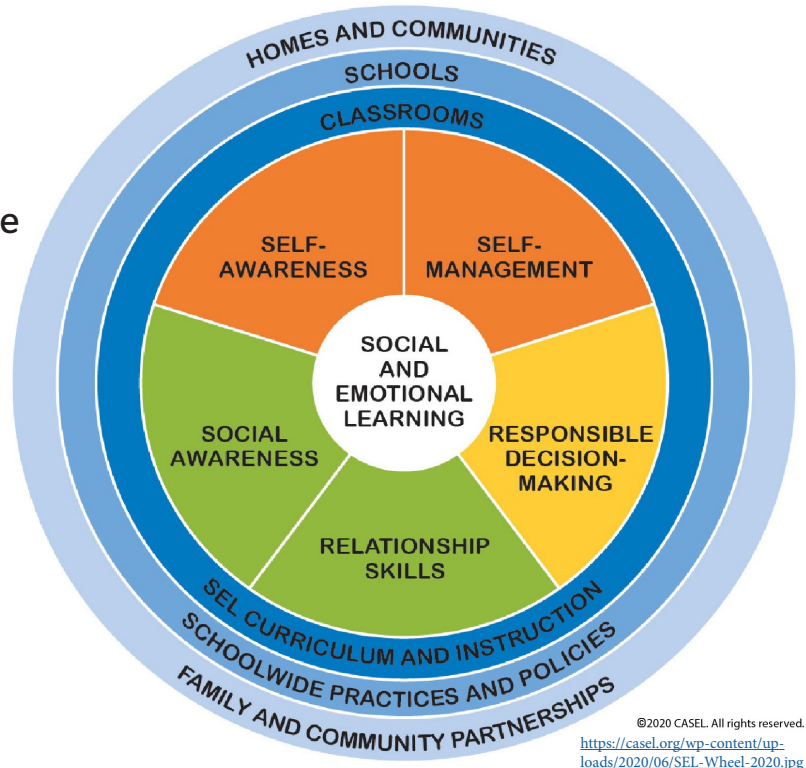 HOMES AND COMMUNITIES
SCHOOLS
CLASSROOMS
e
SELF-
AWARENESS
SELF-
MANAGEMENT
SOCIAL
AND
EMOTIONAL
LEARNING
SOCIAL
AWARENESS
RESPONSIBLE
DECISION-
MAKING
RELATIONSHIP
SKILLS
SEL CURRICULUM AND INSTRUCTION
SCHOOLWIDE PRACTICES AND POLICIES
FAMILY AND COMMUNITY PARTNERSHIPS
©2020 CASEL. All rights reserved.
https://casel.org/wp-content/up-
loads/2020/06/SEL-Wheel-2020.jpg